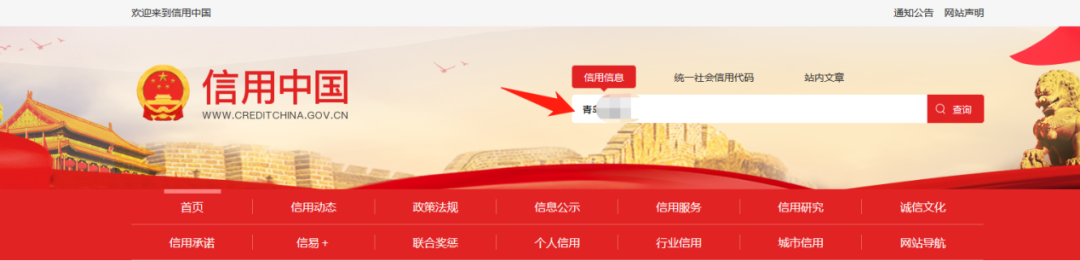 欢迎来到信用中国 通知公告 网站声明
信用信息 统一社会信用代码 站内文章
信用中国
WWW.CREDITCHINA.GOV.CN
青岛
查询
首页 信用动态 政策法规 信息公示 信用服务 信用研究 诚信文化
信用承诺 信易+ 联合奖惩 个人信用 行业信用 城市信用 网站导航